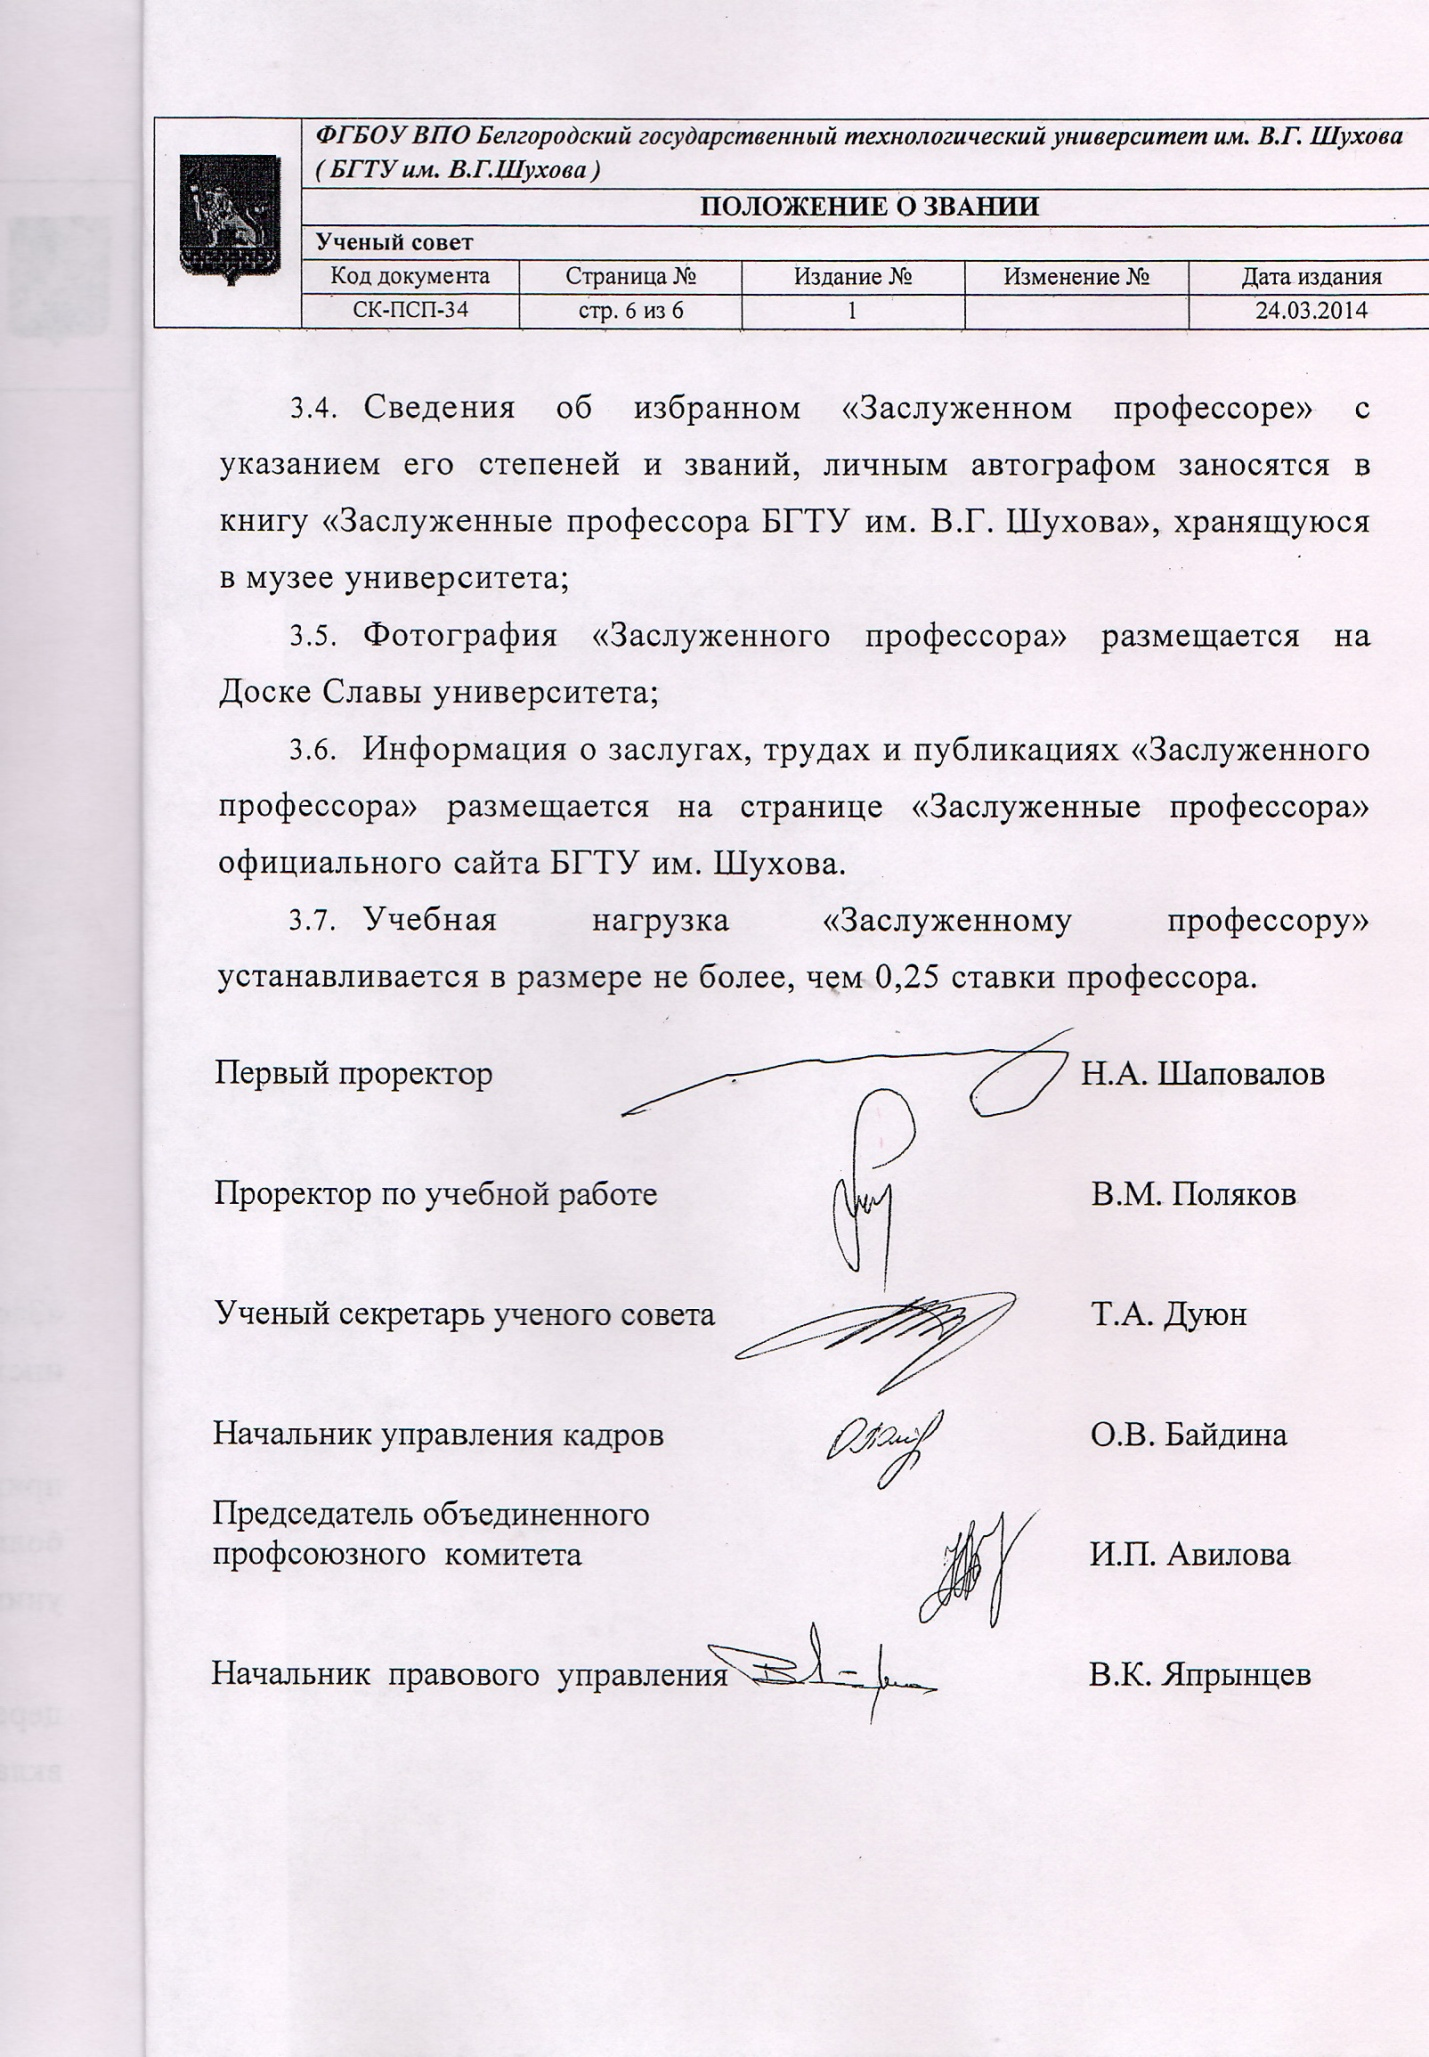 ФГБОУ ВПО Белгородский государственный технологический университет им. В.Г. Шухова
( БГТУ им. В.Г.Шухова )
ПОЛОЖЕНИЕ О ЗВАНИИ
Ученый совет
Код документа Страница № Издание № Изменение № Дата издания
СК-ПСП-34 стр. 6 из 6 1 24.03.2014
3.4. Сведения об избранном «Заслуженном профессоре» с
указанием его степеней и званий, личным автографом заносятся в
книгу «Заслуженные профессора БГТУ им. В.Г. Шухова», хранящуюся
в музее университета;
3.5. Фотография «Заслуженного профессора» размещается на
Доске Славы университета;
3.6. Информация о заслугах, трудах и публикациях «Заслуженного
профессора» размещается на странице «Заслуженные профессора»
официального сайта БГТУ им. Шухова.
3.7. Учебная нагрузка «Заслуженному профессору»
устанавливается в размере не более, чем 0,25 ставки профессора.
Первый проректор Н.А. Шаповалов
Проректор по учебной работе В.М. Поляков
Ученый секретарь ученого совета Т.А. Дуюн
Начальник управления кадров О.В. Байдина
Председатель объединенного
профсоюзного комитета И.П. Авилова
Начальник правового управления В.К. Япрынцев